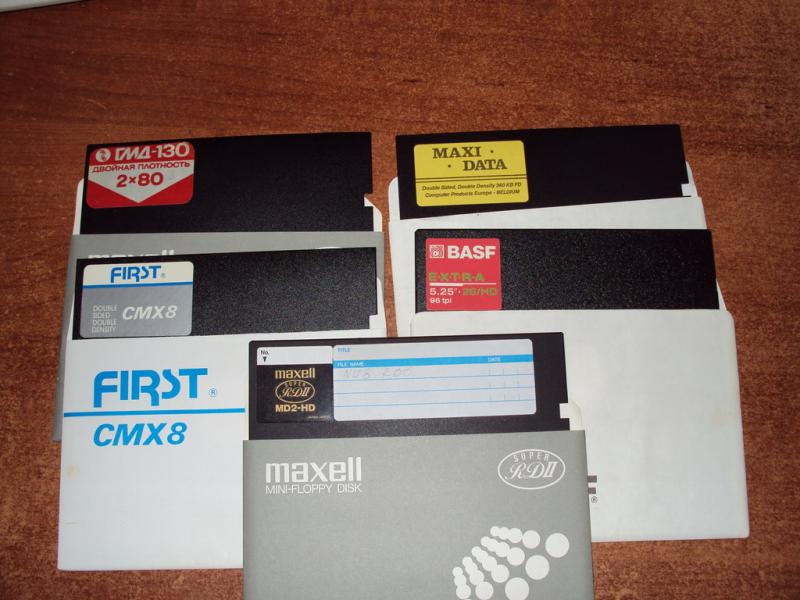 ГМД-130
ДВОЙНАЯ ПЛОТНОСТЬ
2×80
MAXI ·
· DATA
Double Sided, Double Density 360 KB FD
Computer Products Europe - BELGIUM
maxell
BASF
E·X·T·R·A
5.25" · 2S/HD
96 tpi
FIRST®
DOUBLE
SIDED
DOUBLE
DENSITY
CMX8
FIRST®
CMX8
No.
maxell
SUPER
RDII
MD2-HD
TITLE
FILE NAME
DATE
maxell
MINI-FLOPPY DISK
SUPER
RDII
F
®